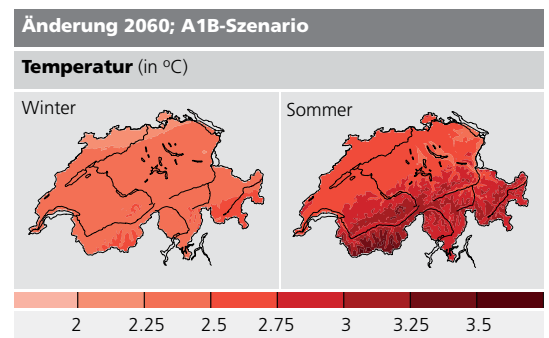 Änderung 2060; A1B-Szenario
Temperatur (in ºC)
Winter
Sommer
2 2.25 2.5 2.75 3 3.25 3.5